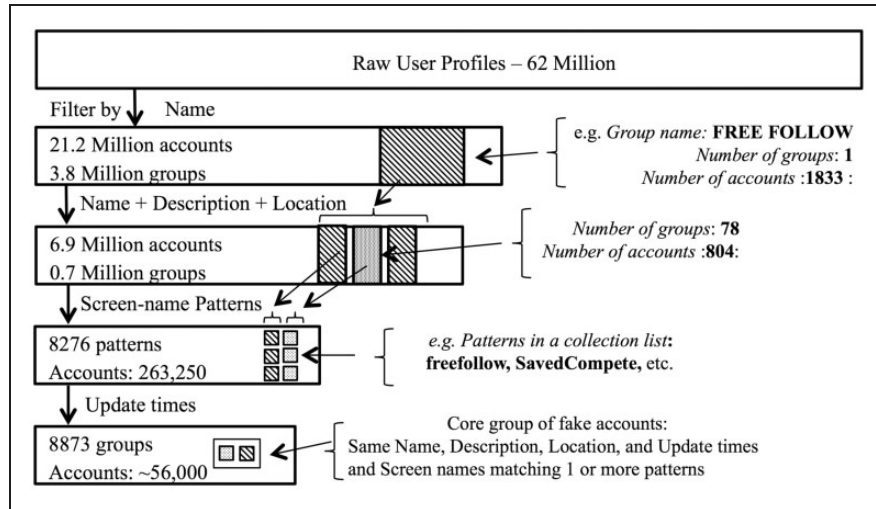 Raw User Profiles – 62 Million
Filter by Name
21.2 Million accounts
3.8 Million groups
e.g. Group name: FREE FOLLOW
Number of groups: 1
Number of accounts :1833 :
Name + Description + Location
6.9 Million accounts
0.7 Million groups
Number of groups: 78
Number of accounts :804:
Screen-name Patterns
8276 patterns
Accounts: 263,250
e.g. Patterns in a collection list:
freefollow, SavedCompete, etc.
Update times
8873 groups
Accounts: ~56,000
Core group of fake accounts:
Same Name, Description, Location, and Update times
and Screen names matching 1 or more patterns